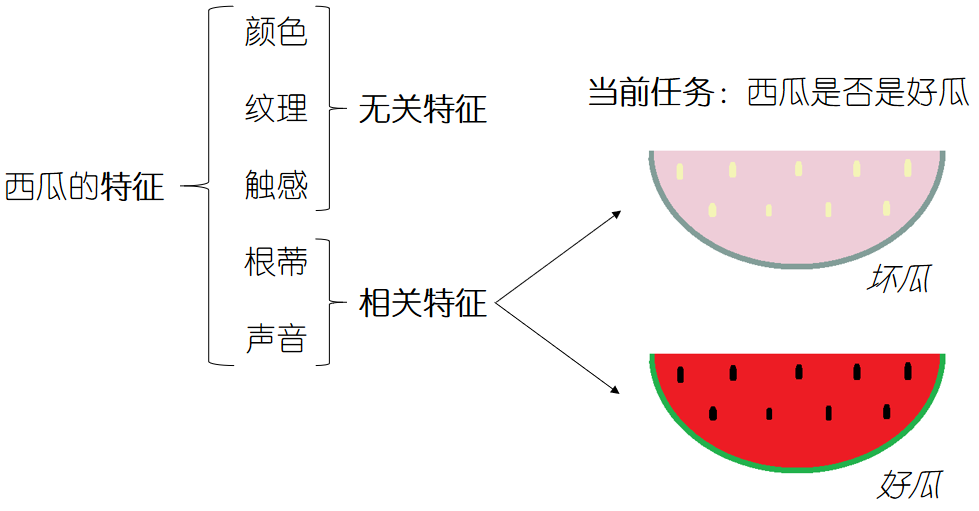 西瓜的特征
颜色
纹理
触感
根蒂
声音
无关特征
相关特征
当前任务：西瓜是否是好瓜
坏瓜
好瓜